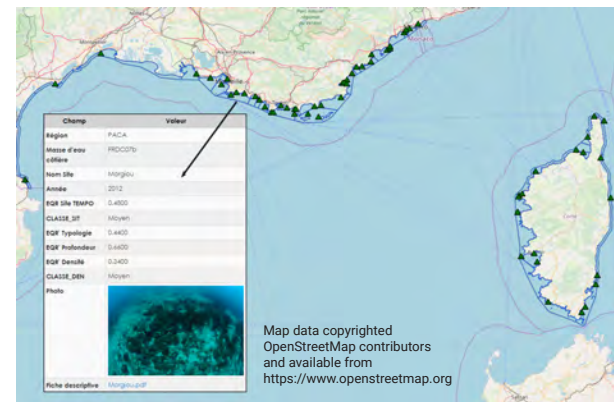 Monaco
Champ Valeur
Région PACA
Masse d'eau
côtière FRDC07b
Nom Site Morgiou
Année 2012
EQR Site TEMPO 0.4800
CLASSE_SIT Moyen
EQR' Typologie 0.4400
EQR' Profondeur 0.6600
EQR' Densité 0.3400
CLASSE_DEN Moyen
Photo
Fiche descriptive Morgiou.pdf
Map data copyrighted
OpenStreetMap contributors
and available from
https://www.openstreetmap.org